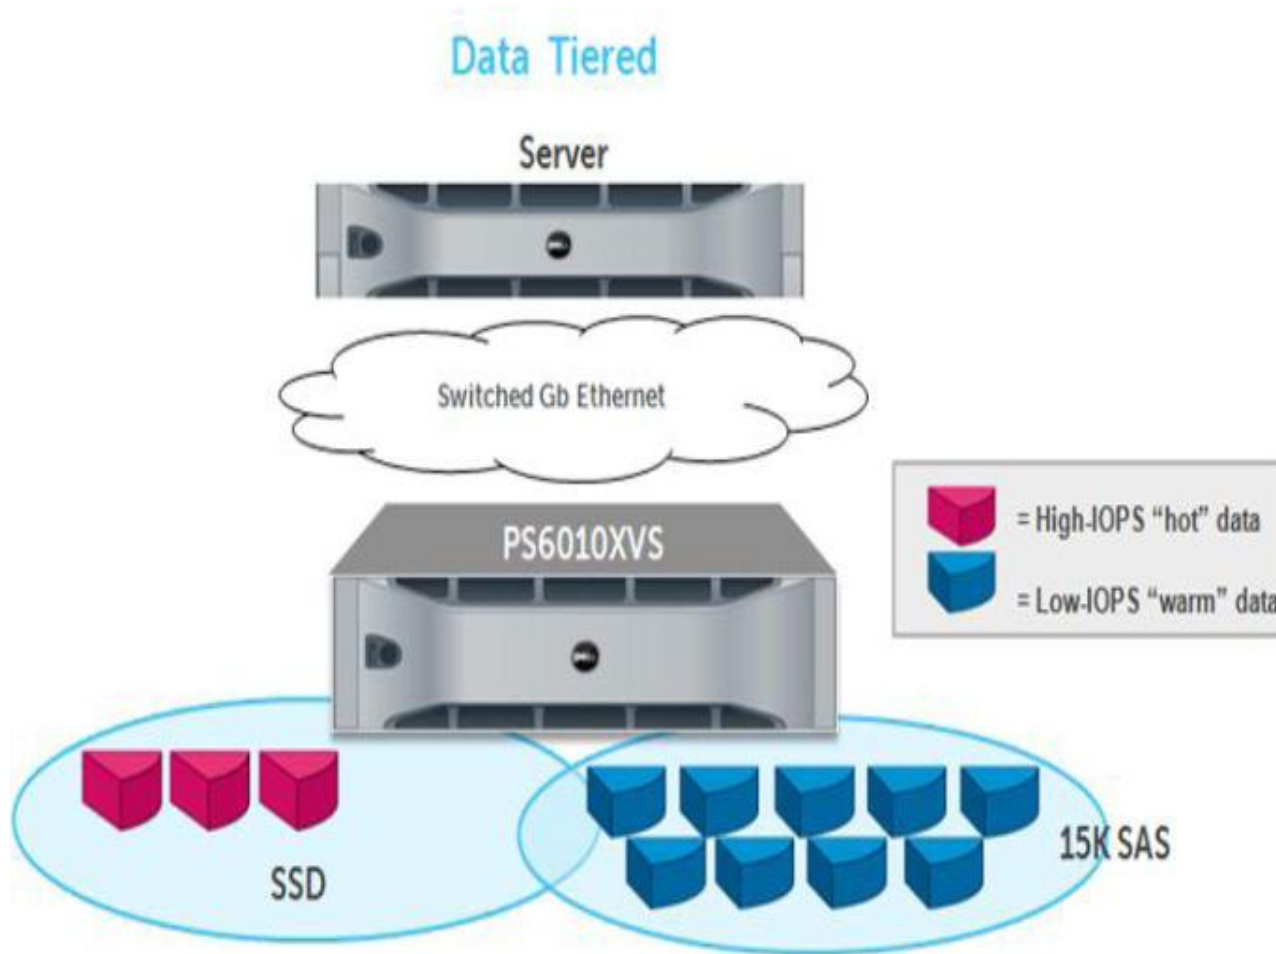 Data Tiered
Server
Switched Gb Ethernet
PS6010XVS
= High-IOPS “hot” data
= Low-IOPS “warm” data
SSD
15K SAS